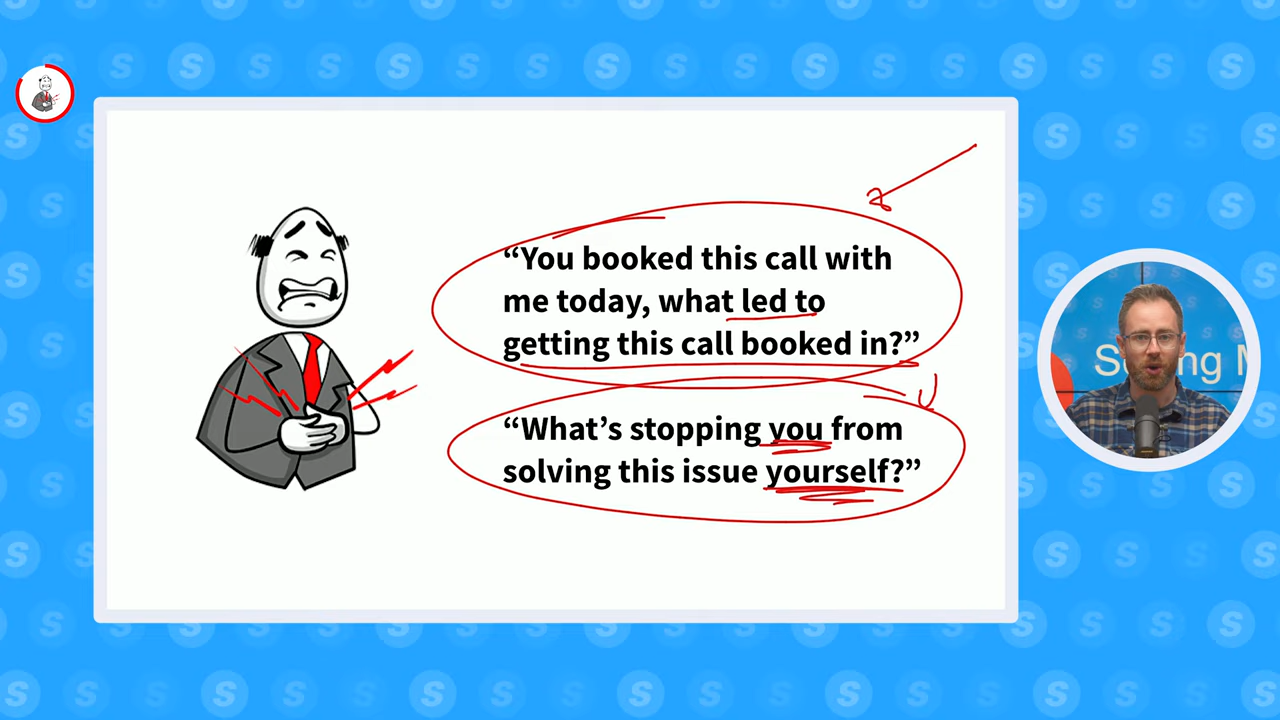 “You booked this call with
me today, what led to
getting this call booked in?”
“What’s stopping you from
solving this issue yourself?”